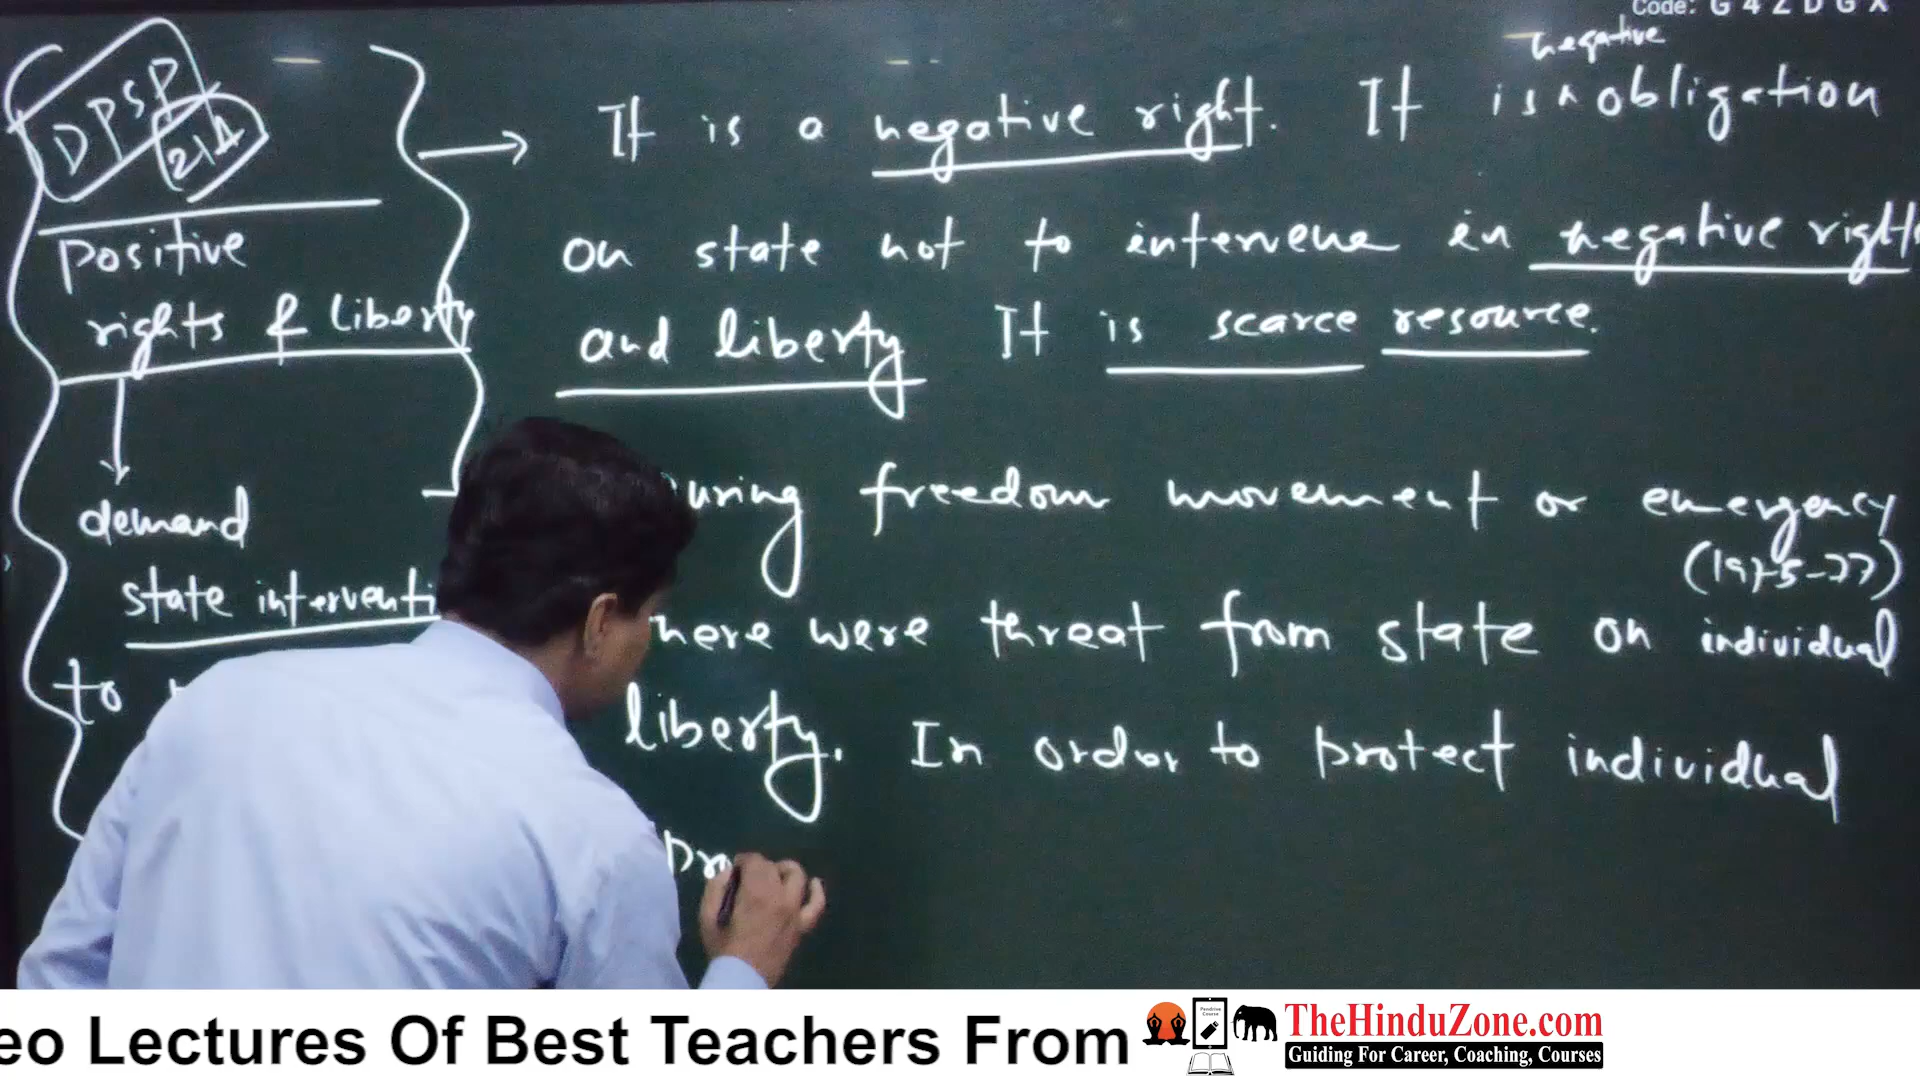 Code: G 4 Z D G X
DPSP
21A
positive
rights & liberty
demand
state interventi
to
negative
It is a negative right. It is ^ obligation
on state not to intervene in negative rights
and liberty It is scarce resource.
uring freedom movement or emergency
(1975-77)
here were threat from state on individual
liberty. In order to protect individual
pro
eo Lectures Of Best Teachers From
TheHinduZone.com
Guiding For Career, Coaching, Courses